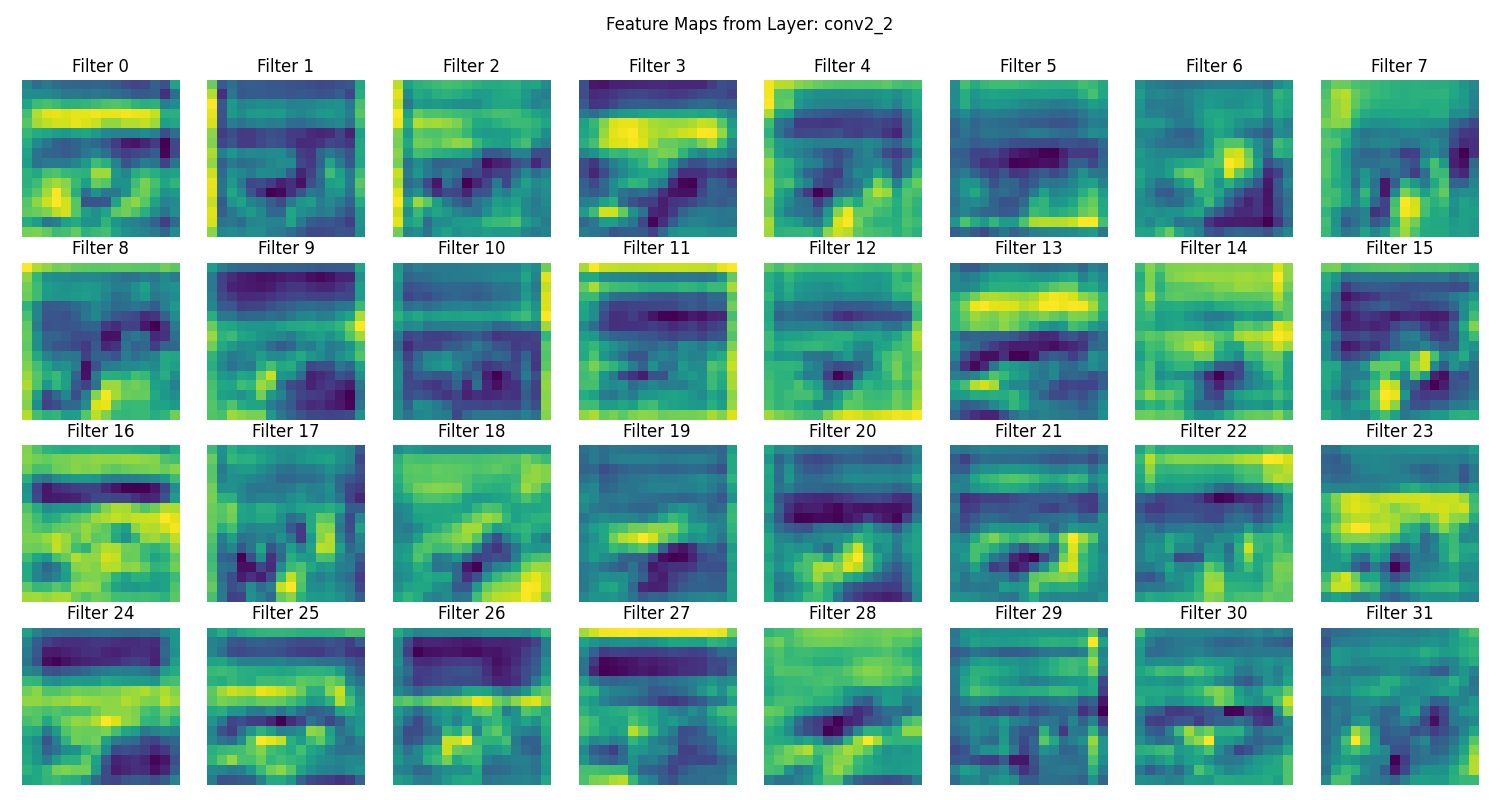 Feature Maps from Layer: conv2_2
Filter 0 Filter 1 Filter 2 Filter 3 Filter 4 Filter 5 Filter 6 Filter 7
Filter 8 Filter 9 Filter 10 Filter 11 Filter 12 Filter 13 Filter 14 Filter 15
Filter 16 Filter 17 Filter 18 Filter 19 Filter 20 Filter 21 Filter 22 Filter 23
Filter 24 Filter 25 Filter 26 Filter 27 Filter 28 Filter 29 Filter 30 Filter 31